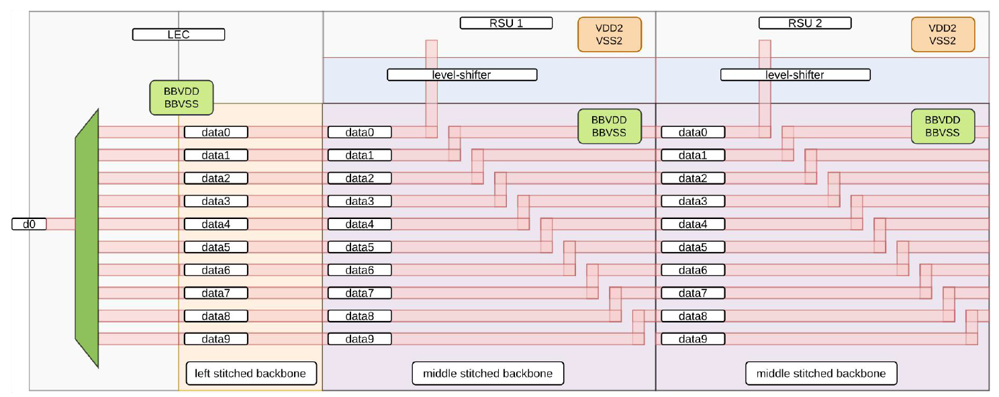 LEC
RSU 1
VDD2
VSS2
RSU 2
VDD2
VSS2
level-shifter
level-shifter
BBVDD
BBVSS
BBVDD
BBVSS
BBVDD
BBVSS
data0
data0
data0
data1
data1
data1
data2
data2
data2
data3
data3
data3
d0
data4
data4
data4
data5
data5
data5
data6
data6
data6
data7
data7
data7
data8
data8
data8
data9
data9
data9
left stitched backbone
middle stitched backbone
middle stitched backbone